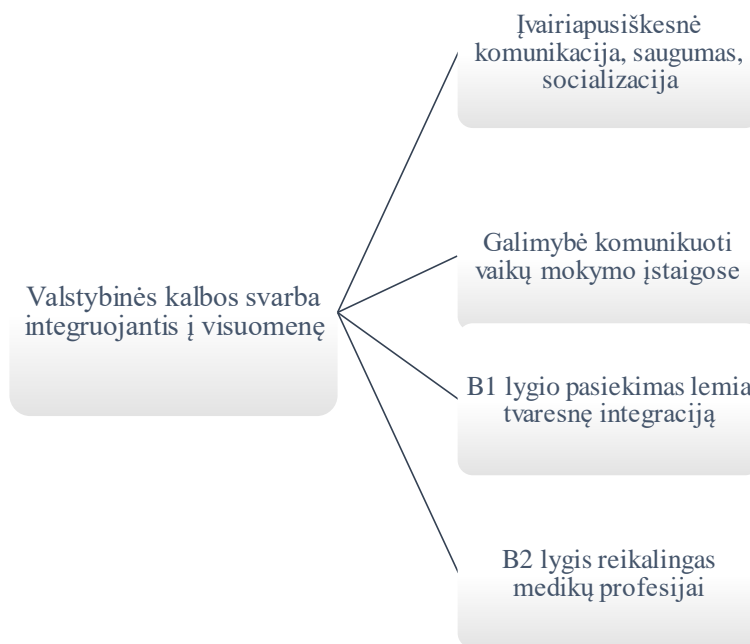 Įvairiapusiškesnė
komunikacija, saugumas,
socializacija
Galimybė komunikuoti
vaikų mokymo įstaigose
Valstybinės kalbos svarba
integruojantis į visuomenę
B1 lygio pasiekimas lemia
tvaresnę integraciją
B2 lygis reikalingas
medikų profesijai